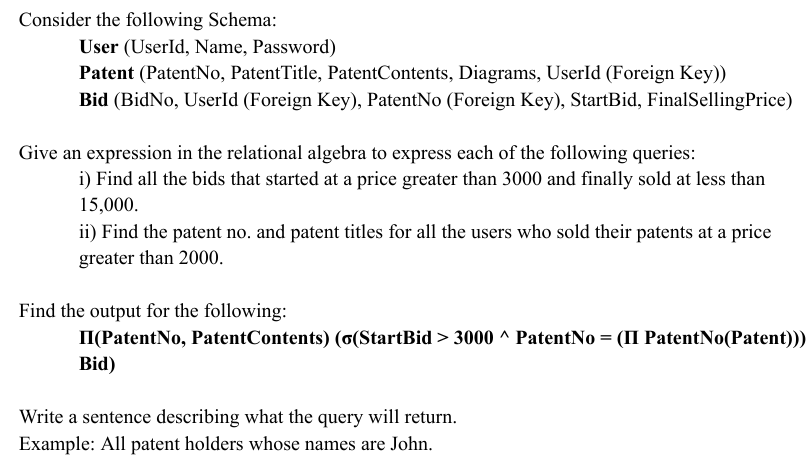 Consider the following Schema:
User (UserId, Name, Password)
Patent (PatentNo, PatentTitle, PatentContents, Diagrams, UserId (Foreign Key))
Bid (BidNo, UserId (Foreign Key), PatentNo (Foreign Key), StartBid, FinalSellingPrice)
Give an expression in the relational algebra to express each of the following queries:
i) Find all the bids that started at a price greater than 3000 and finally sold at less than
15,000.
ii) Find the patent no. and patent titles for all the users who sold their patents at a price
greater than 2000.
Find the output for the following:
Π(PatentNo, PatentContents) (σ(StartBid > 3000 ^ PatentNo = (Π PatentNo(Patent)))
Bid)
Write a sentence describing what the query will return.
Example: All patent holders whose names are John.